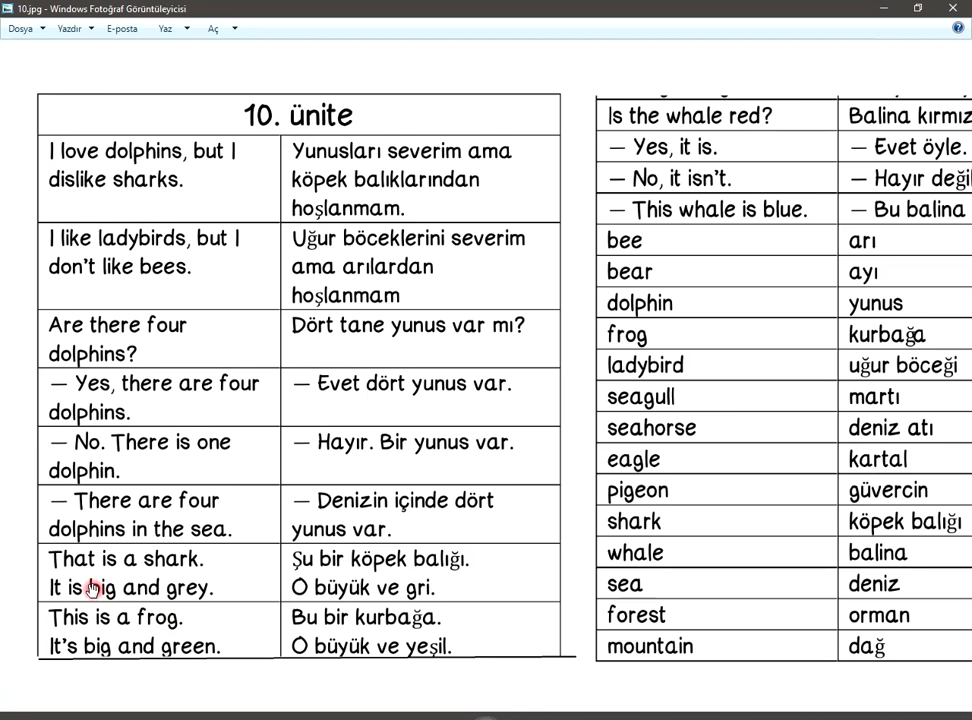 10.jpg - Windows Fotoğraf Görüntüleyicisi
Dosya Yazdır E-posta Yaz Aç
10. ünite
I love dolphins, but I
dislike sharks.
Yunusları severim ama
köpek balıklarından
hoşlanmam.
I like ladybirds, but I
don't like bees.
Uğur böceklerini severim
ama arılardan
hoşlanmam
Are there four
dolphins?
Dört tane yunus var mı?
— Yes, there are four
dolphins.
— Evet dört yunus var.
— No. There is one
dolphin.
— Hayır. Bir yunus var.
— There are four
dolphins in the sea.
— Denizin içinde dört
yunus var.
That is a shark.
It is big and grey.
Şu bir köpek balığı.
O büyük ve gri.
This is a frog.
It's big and green.
Bu bir kurbağa.
O büyük ve yeşil.
Is the whale red? Balina kırmız
— Yes, it is. — Evet öyle.
— No, it isn't. — Hayır deği
— This whale is blue. — Bu balina
bee arı
bear ayı
dolphin yunus
frog kurbağa
ladybird uğur böceği
seagull martı
seahorse deniz atı
eagle kartal
pigeon güvercin
shark köpek balığı
whale balina
sea deniz
forest orman
mountain dağ